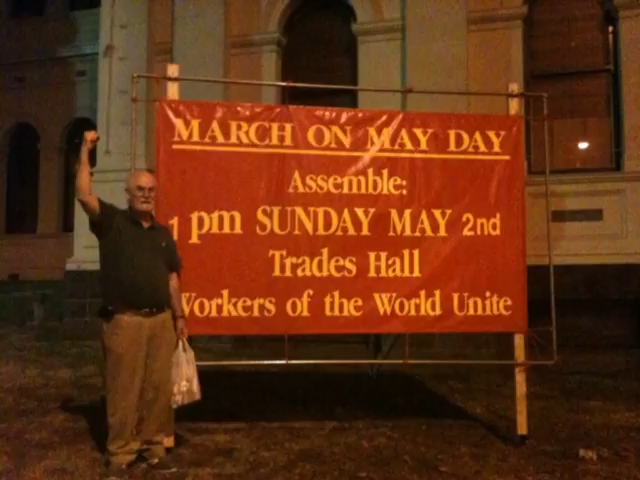 MARCH ON MAY DAY
Assemble:
1 pm SUNDAY MAY 2nd
Trades Hall
Workers of the World Unite